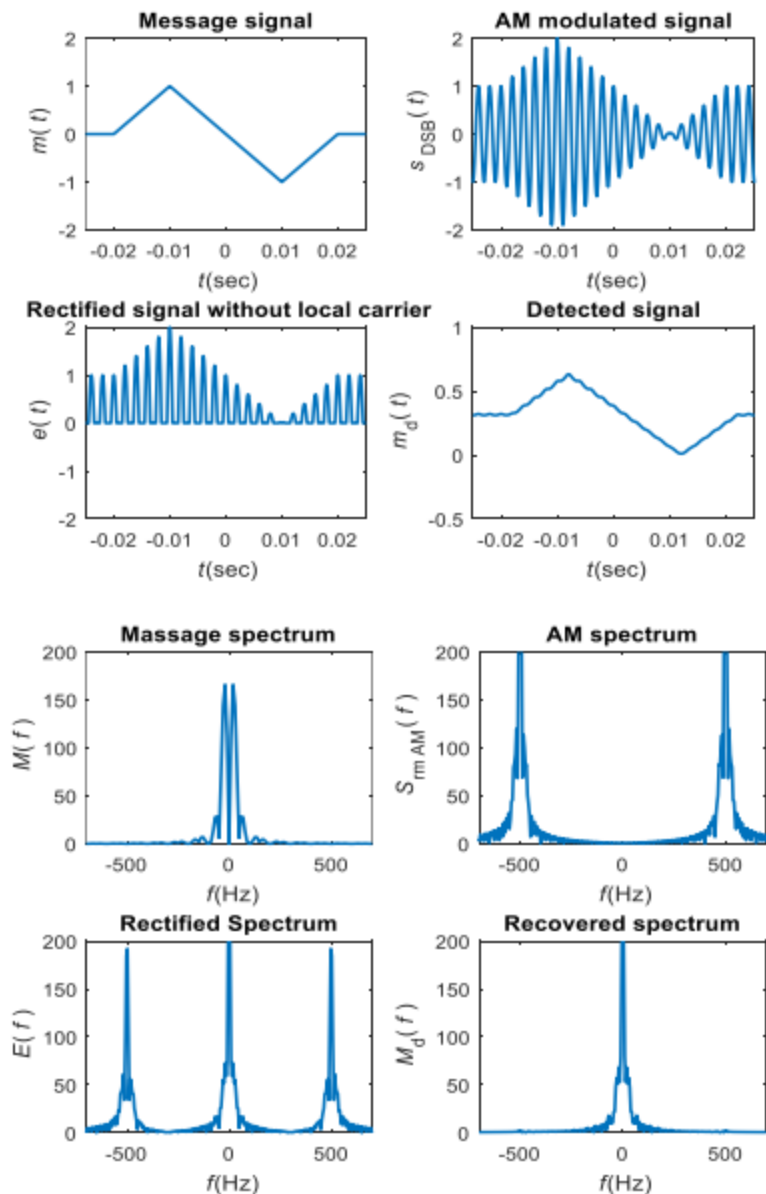 Message signal
AM modulated signal
2
1
0
-1
-2
m(t)
-0.02 -0.01 0 0.01 0.02
t(sec)
2
1
0
-1
-2
s DSB(t)
-0.02 -0.01 0 0.01 0.02
t(sec)
Rectified signal without local carrier
Detected signal
2
1
0
-1
-2
e(t)
-0.02 -0.01 0 0.01 0.02
t(sec)
1
0.5
0
-0.5
m d(t)
-0.02 -0.01 0 0.01 0.02
t(sec)
Massage spectrum
AM spectrum
200
150
100
50
0
M(f)
-500 0 500
f(Hz)
200
150
100
50
0
S rm AM(f)
-500 0 500
f(Hz)
Rectified Spectrum
Recovered spectrum
200
150
100
50
0
E(f)
-500 0 500
f(Hz)
200
150
100
50
0
M d(f)
-500 0 500
f(Hz)